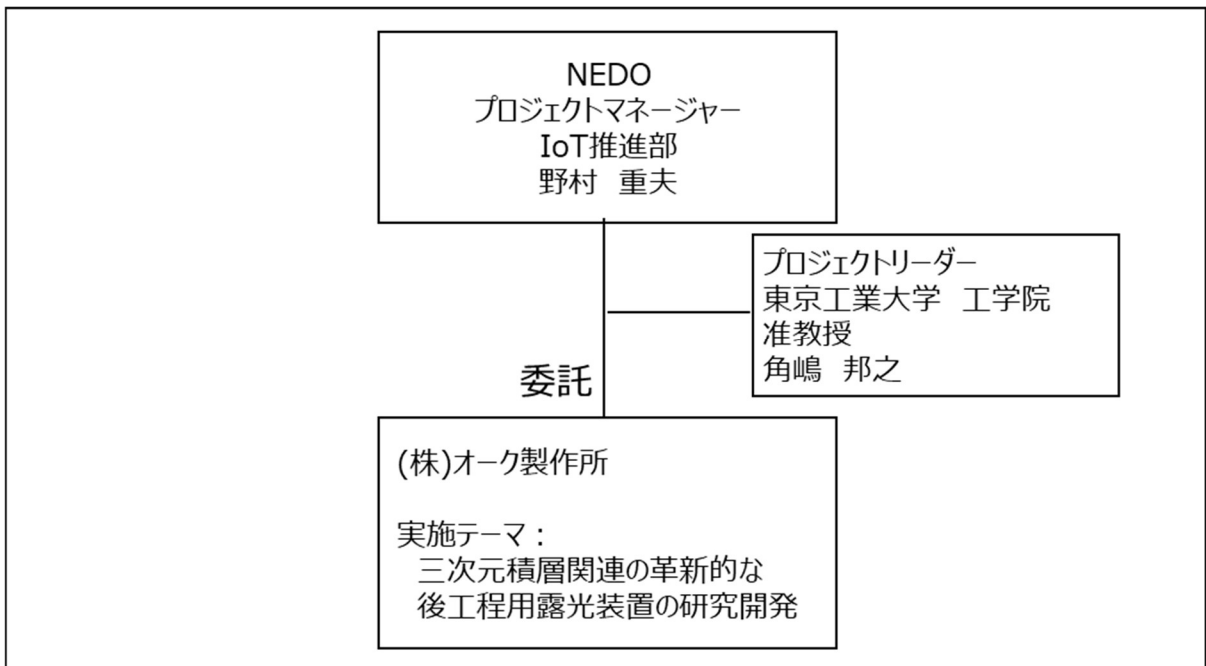 NEDO
プロジェクトマネージャー
IoT推進部
野村　重夫
プロジェクトリーダー
東京工業大学　工学院
准教授
角嶋　邦之
委託
(株)オーク製作所
実施テーマ：
三次元積層関連の革新的な
後工程用露光装置の研究開発